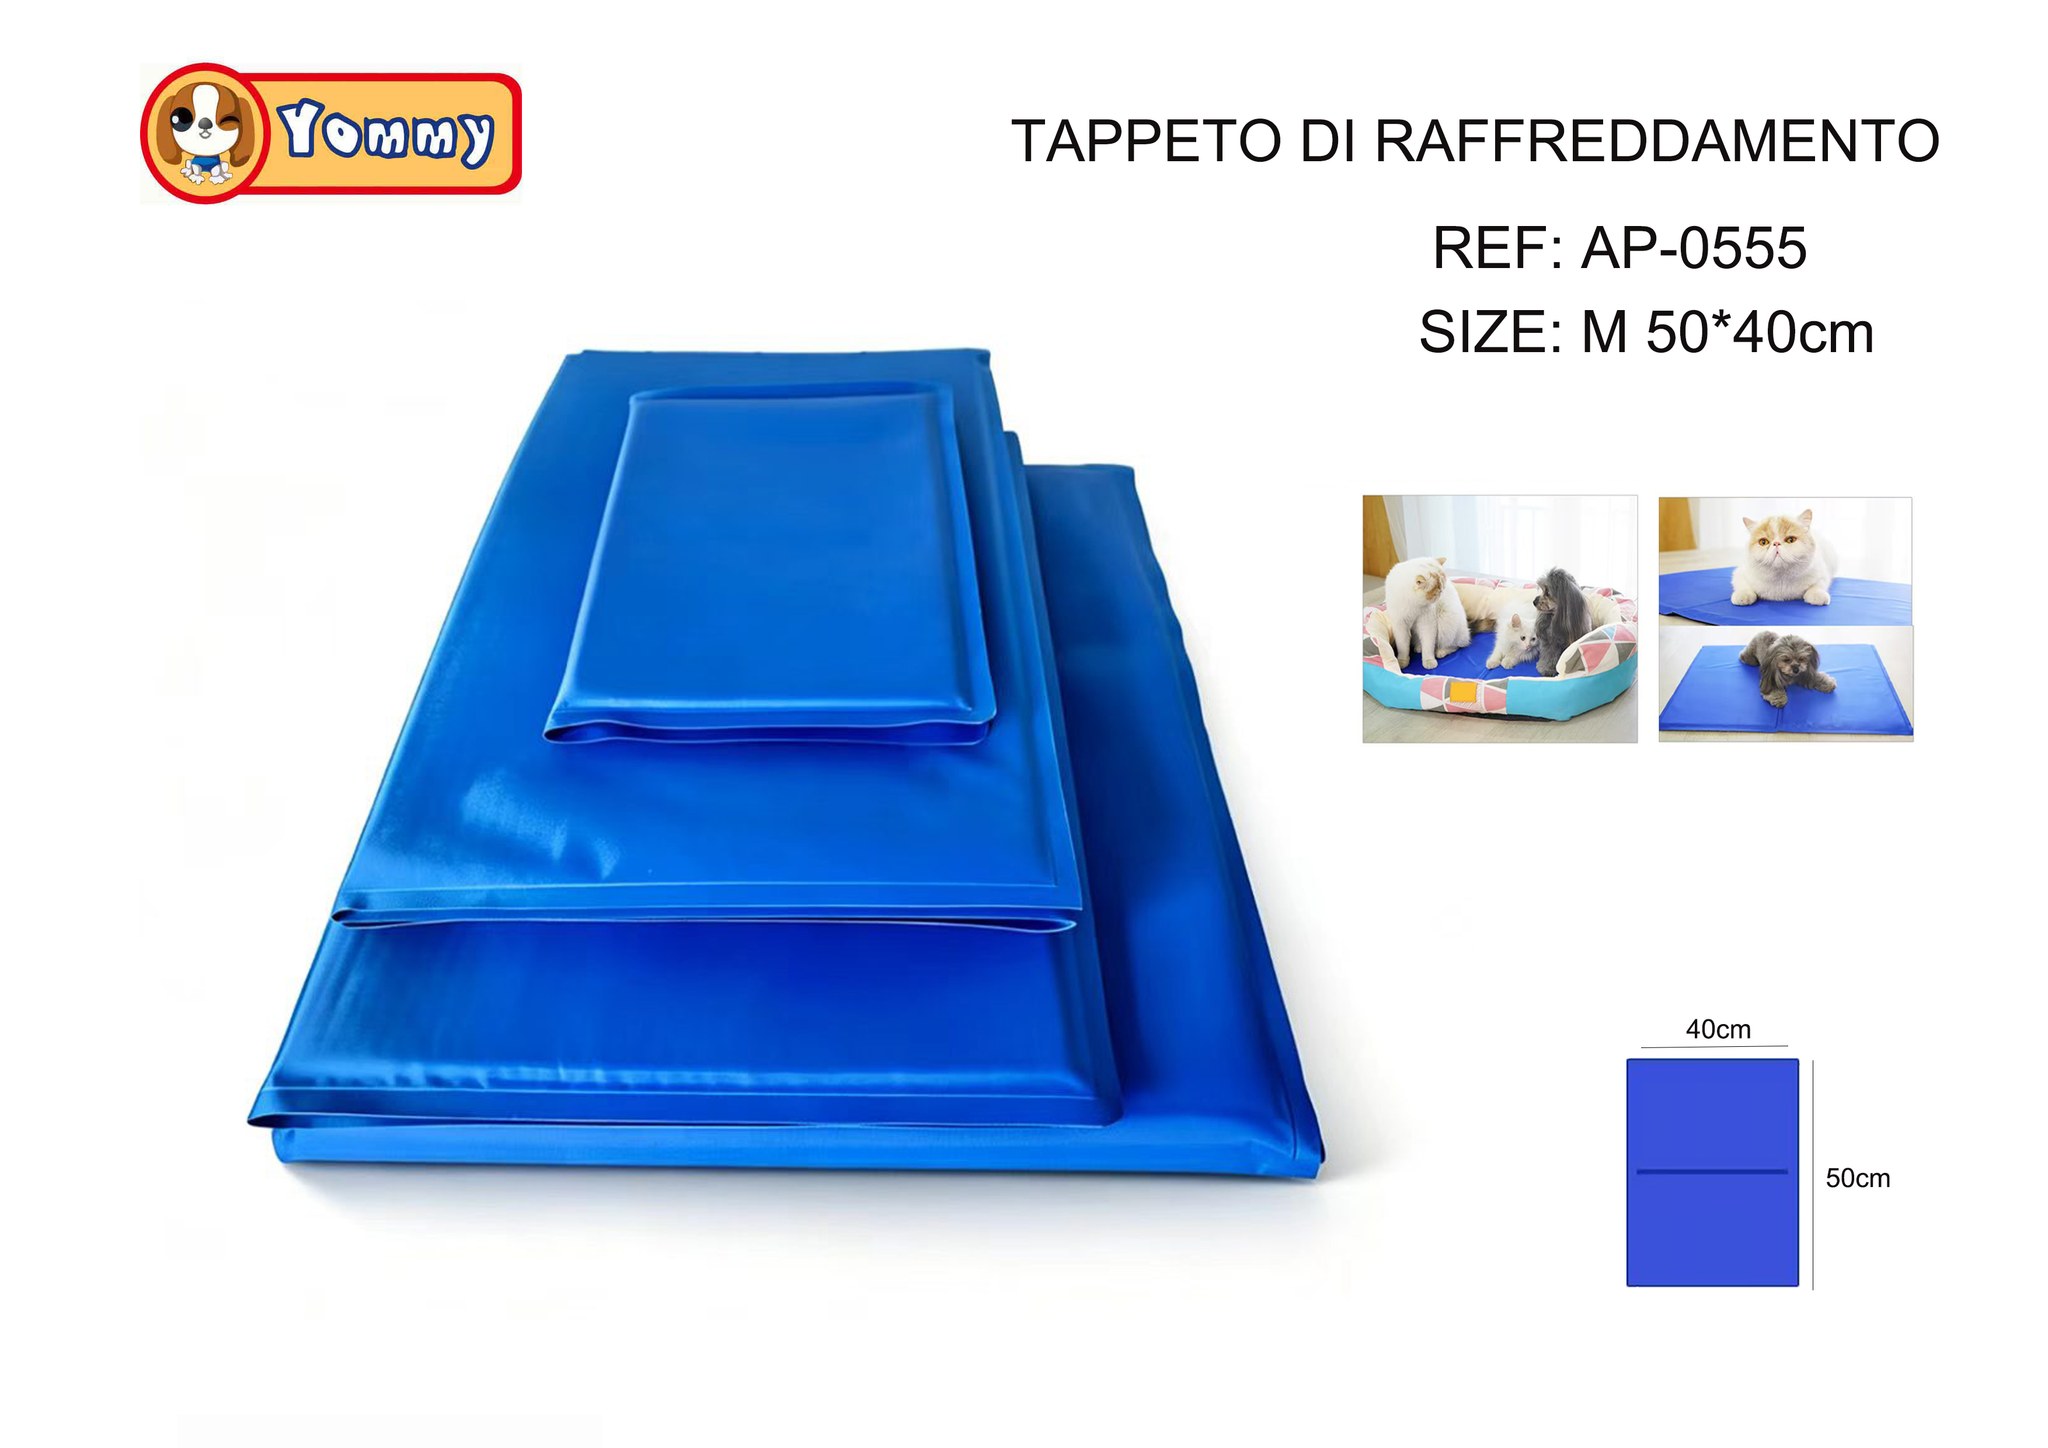 Yommy
TAPPETO DI RAFFREDDAMENTO
REF: AP-0555
SIZE: M 50*40cm
40cm
50cm